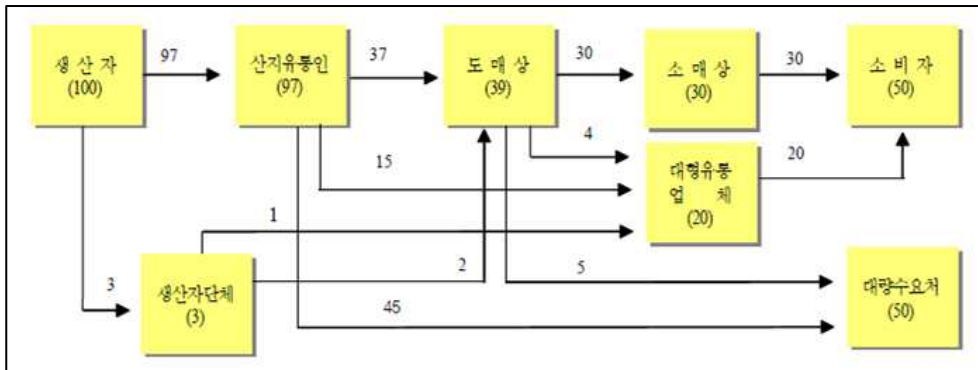 생 산 자
(100)
97
산지유통인
(97)
37
도 매 상
(39)
30
소 매 상
(30)
30
소 비 자
(50)
4
15
대형유통
업 체
(20)
20
1
3
생산자단체
(3)
2
5
45
대량수요처
(50)